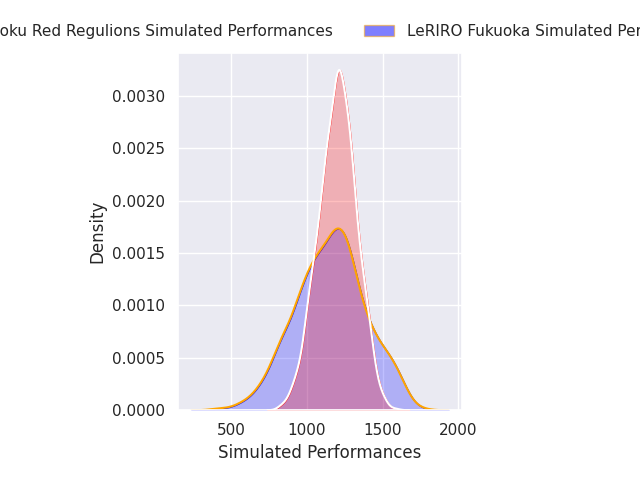 oku Red Regulions Simulated Performances LeRIRO Fukuoka Simulated Per
0.0030
0.0025
0.0020
0.0015
0.0010
0.0005
0.0000
Density
500 1000 1500 2000
Simulated Performances